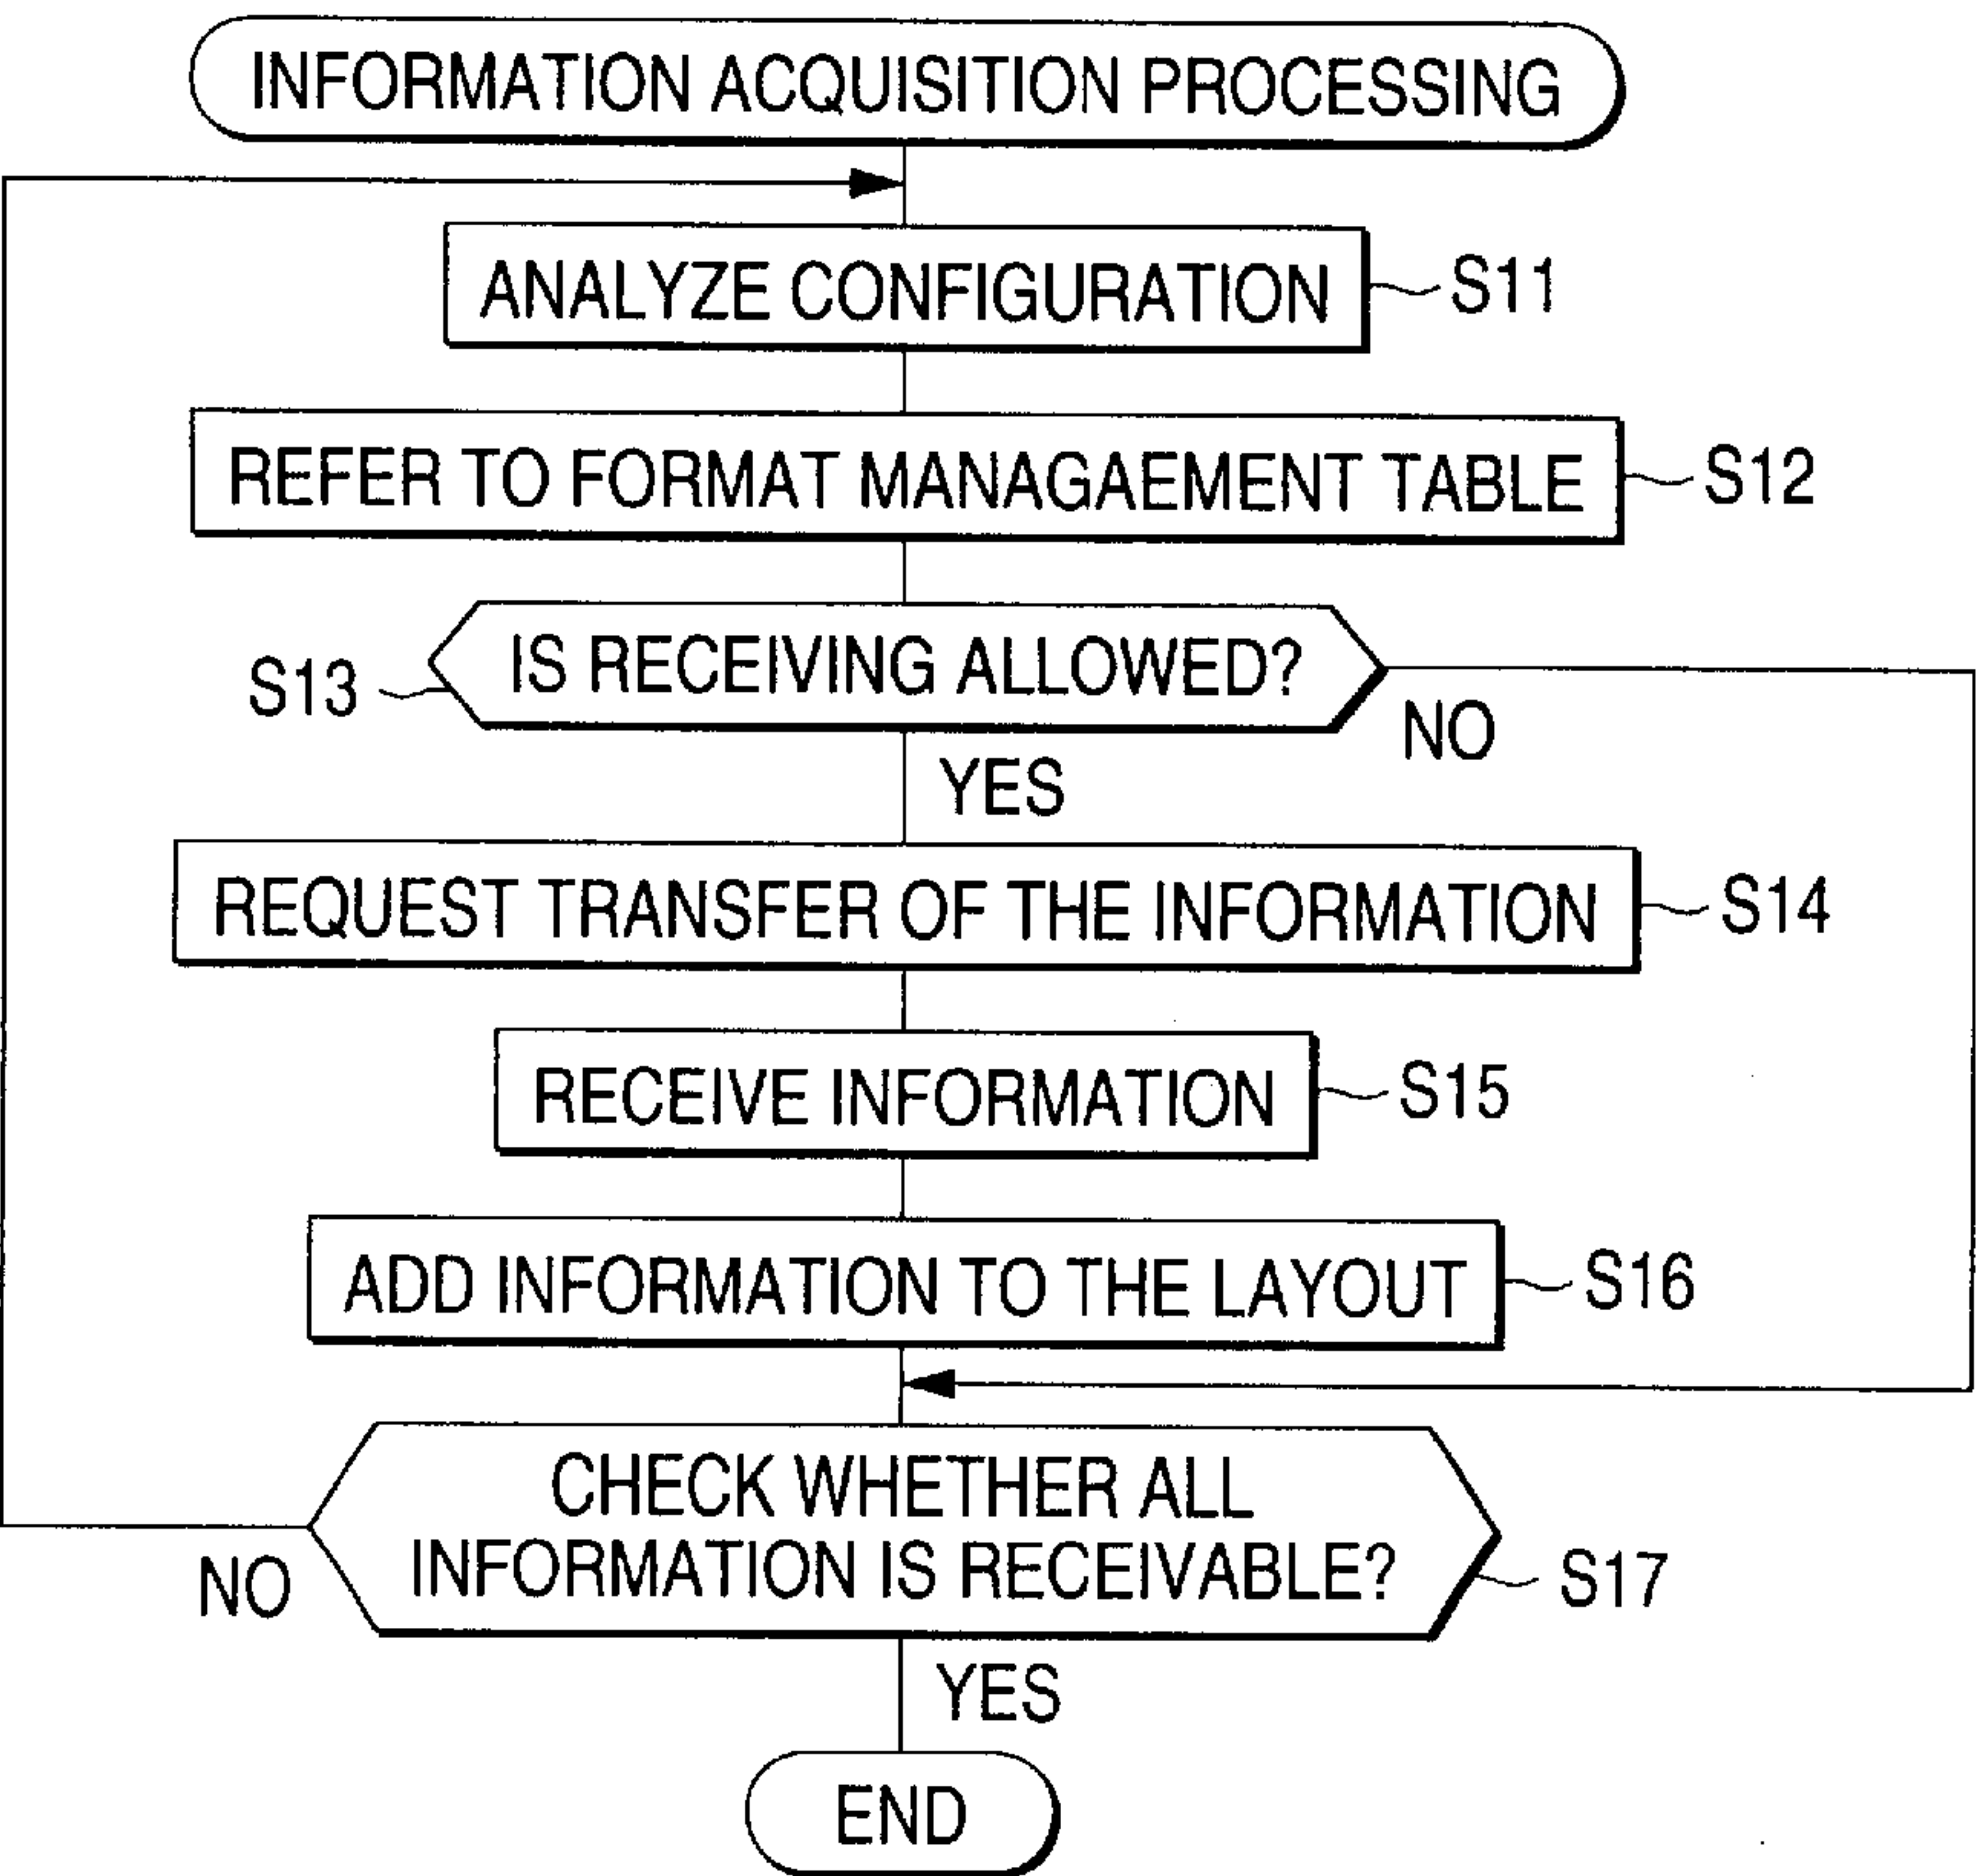 INFORMATION ACQUISITION PROCESSING
ANALYZE CONFIGURATION
S11
REFER TO FORMAT MANAGAEMENT TABLE
S12
S13
IS RECEIVING ALLOWED?
NO
YES
REQUEST TRANSFER OF THE INFORMATION
S14
RECEIVE INFORMATION
S15
ADD INFORMATION TO THE LAYOUT
S16
CHECK WHETHER ALL
INFORMATION IS RECEIVABLE?
NO
S17
YES
END